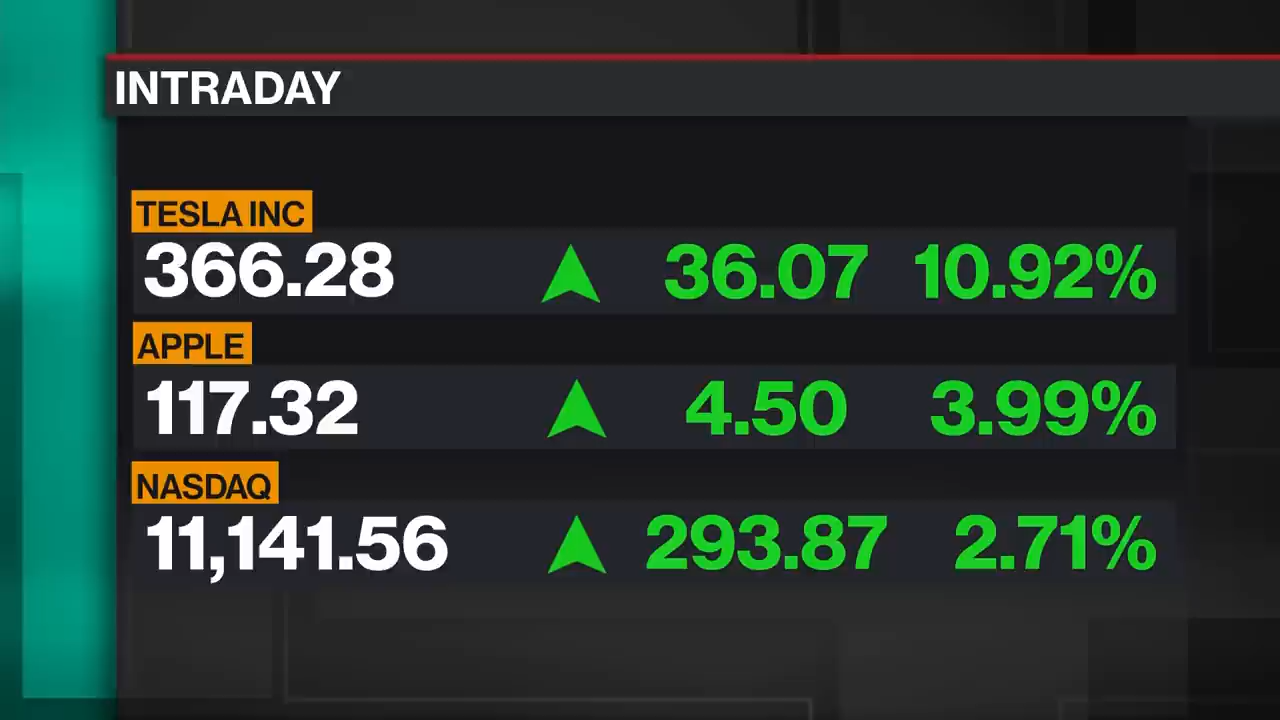 INTRADAY
TESLA INC
366.28 ▲ 36.07 10.92%
APPLE
117.32 ▲ 4.50 3.99%
NASDAQ
11,141.56 ▲ 293.87 2.71%